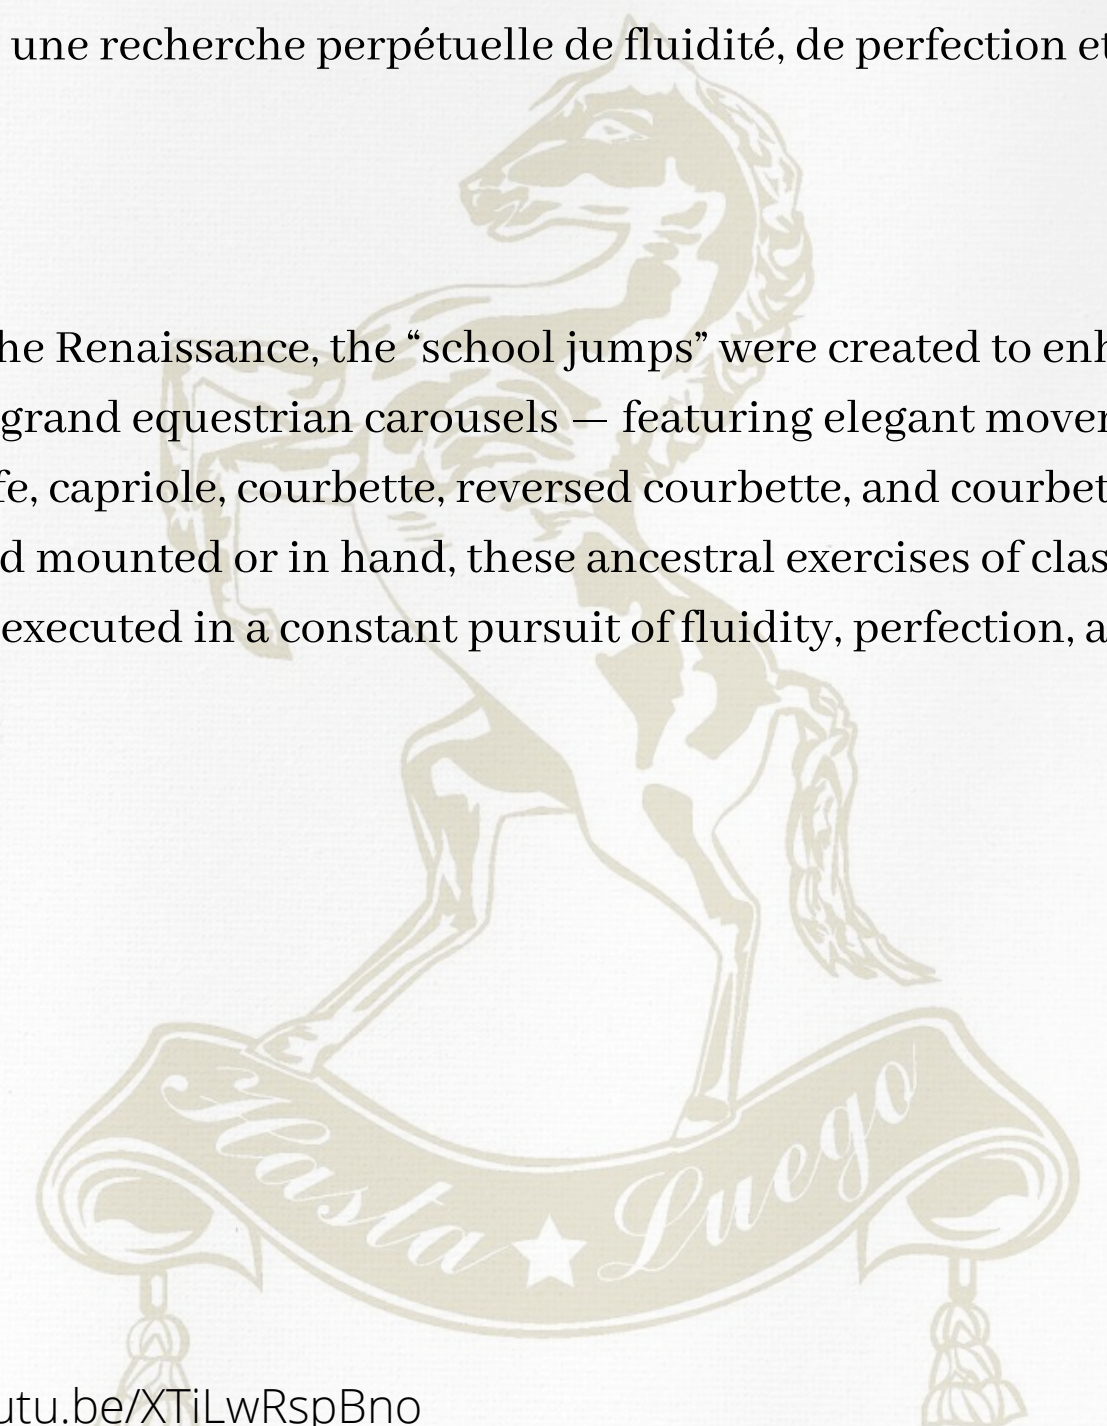 une recherche perpétuelle de fluidité, de perfection et
he Renaissance, the “school jumps” were created to enh
grand equestrian carousels — featuring elegant mover
fe, capriole, courbette, reversed courbette, and courbet
d mounted or in hand, these ancestral exercises of clas
executed in a constant pursuit of fluidity, perfection, a
Hasta ★ Luego
utu.be/XTiLwRspBno